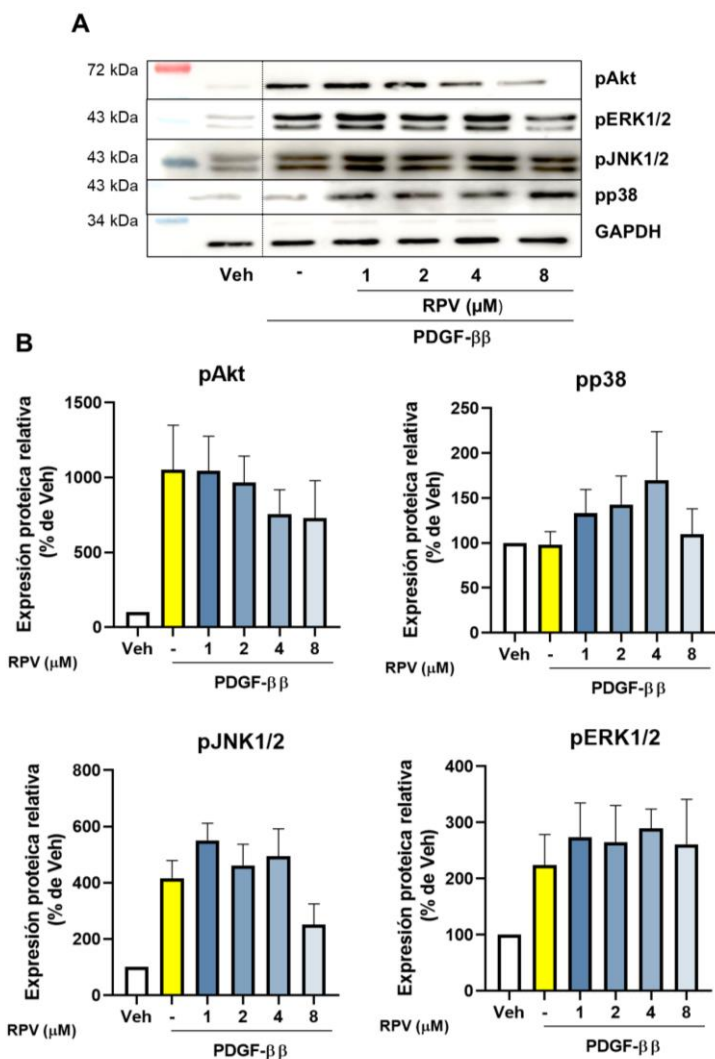 A
72 kDa
pAkt
43 kDa
pERK1/2
43 kDa
pJNK1/2
43 kDa
pp38
34 kDa
GAPDH
Veh - 1 2 4 8
RPV (µM)
PDGF-ββ
B
pAkt
Expresión proteica relativa
(% de Veh)
1500
1000
500
0
Veh - 1 2 4 8
RPV (µM)
PDGF-ββ
pp38
Expresión proteica relativa
(% de Veh)
250
200
150
100
50
0
Veh - 1 2 4 8
RPV (µM)
PDGF-ββ
pJNK1/2
Expresión proteica relativa
(% de Veh)
800
600
400
200
0
Veh - 1 2 4 8
RPV (µM)
PDGF-ββ
pERK1/2
Expresión proteica relativa
(% de Veh)
400
300
200
100
0
Veh - 1 2 4 8
RPV (µM)
PDGF-ββ